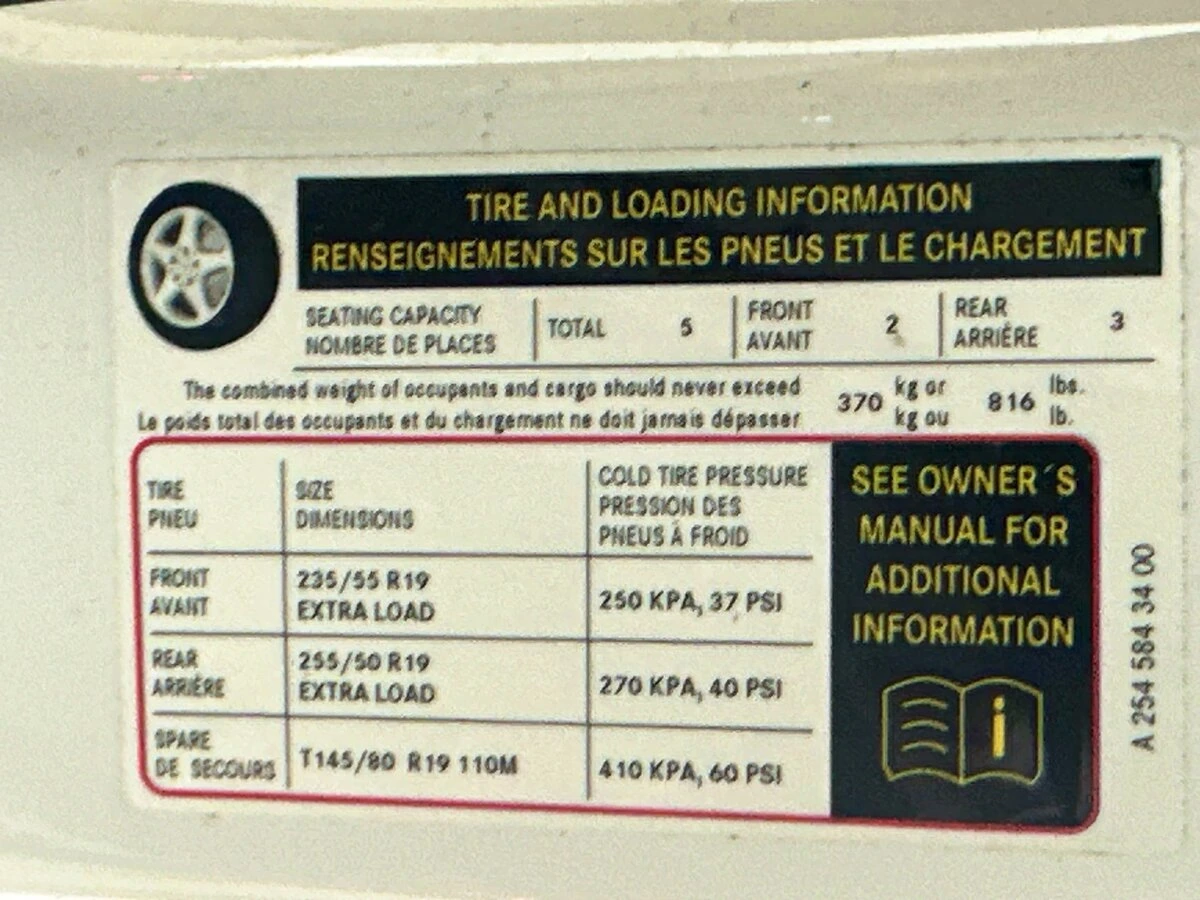 TIRE AND LOADING INFORMATION
RENSEIGNEMENTS SUR LES PNEUS ET LE CHARGEMENT
SEATING CAPACITY
NOMBRE DE PLACES
TOTAL 5
FRONT
AVANT
2
REAR
ARRIÈRE
3
The combined weight of occupants and cargo should never exceed
Le poids total des occupants et du chargement ne doit jamais dépasser
370 kg or
kg ou
816 lbs.
lb.
TIRE
PNEU
SIZE
DIMENSIONS
COLD TIRE PRESSURE
PRESSION DES
PNEUS À FROID
FRONT
AVANT
235/55 R19
EXTRA LOAD
250 KPA, 37 PSI
REAR
ARRIÈRE
255/50 R19
EXTRA LOAD
270 KPA, 40 PSI
SPARE
DE SECOURS
T145/80 R19 110M
410 KPA, 60 PSI
SEE OWNER´S
MANUAL FOR
ADDITIONAL
INFORMATION
i
A 254 584 34 00